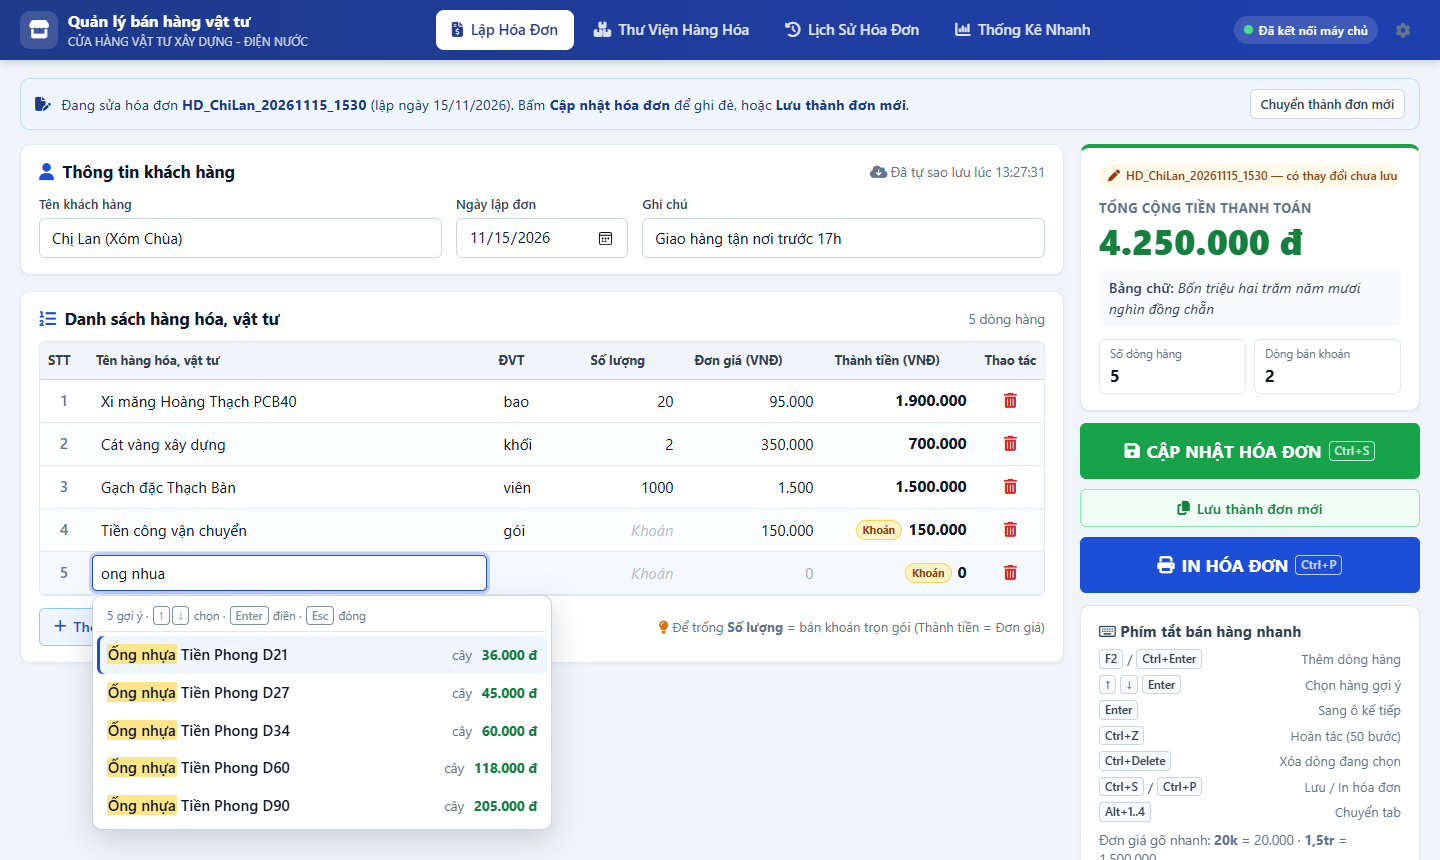 Quản lý bán hàng vật tư
CỬA HÀNG VẬT TƯ XÂY DỰNG - ĐIỆN NƯỚC
Lập Hóa Đơn
Thư Viện Hàng Hóa
Lịch Sử Hóa Đơn
Thống Kê Nhanh
Đã kết nối máy chủ
Đang sửa hóa đơn HD_ChiLan_20261115_1530 (lập ngày 15/11/2026). Bấm Cập nhật hóa đơn để ghi đè, hoặc Lưu thành đơn mới.
Chuyển thành đơn mới
Thông tin khách hàng
Đã tự sao lưu lúc 13:27:31
Tên khách hàng
Ngày lập đơn
Ghi chú
Chị Lan (Xóm Chùa)
11/15/2026
Giao hàng tận nơi trước 17h
Danh sách hàng hóa, vật tư
5 dòng hàng
STT Tên hàng hóa, vật tư ĐVT Số lượng Đơn giá (VNĐ) Thành tiền (VNĐ) Thao tác
1 Xi măng Hoàng Thạch PCB40 bao 20 95.000 1.900.000
2 Cát vàng xây dựng khối 2 350.000 700.000
3 Gạch đặc Thạch Bàn viên 1000 1.500 1.500.000
4 Tiền công vận chuyển gói Khoán 150.000 Khoán 150.000
5 ong nhua Khoán 0 Khoán 0
5 gợi ý · ↑ ↓ chọn · Enter điền · Esc đóng
Ống nhựa Tiền Phong D21 cây 36.000 đ
Ống nhựa Tiền Phong D27 cây 45.000 đ
Ống nhựa Tiền Phong D34 cây 60.000 đ
Ống nhựa Tiền Phong D60 cây 118.000 đ
Ống nhựa Tiền Phong D90 cây 205.000 đ
+ Th
Để trống Số lượng = bán khoán trọn gói (Thành tiền = Đơn giá)
HD_ChiLan_20261115_1530 — có thay đổi chưa lưu
TỔNG CỘNG TIỀN THANH TOÁN
4.250.000 đ
Bằng chữ: Bốn triệu hai trăm năm mươi
nghìn đồng chẵn
Số dòng hàng
5
Dòng bán khoán
2
CẬP NHẬT HÓA ĐƠN Ctrl+S
Lưu thành đơn mới
IN HÓA ĐƠN Ctrl+P
Phím tắt bán hàng nhanh
F2 / Ctrl+Enter Thêm dòng hàng
↑ ↓ Enter Chọn hàng gợi ý
Enter Sang ô kế tiếp
Ctrl+Z Hoàn tác (50 bước)
Ctrl+Delete Xóa dòng đang chọn
Ctrl+S / Ctrl+P Lưu / In hóa đơn
Alt+1..4 Chuyển tab
Đơn giá gõ nhanh: 20k = 20.000 · 1,5tr =
1.500.000